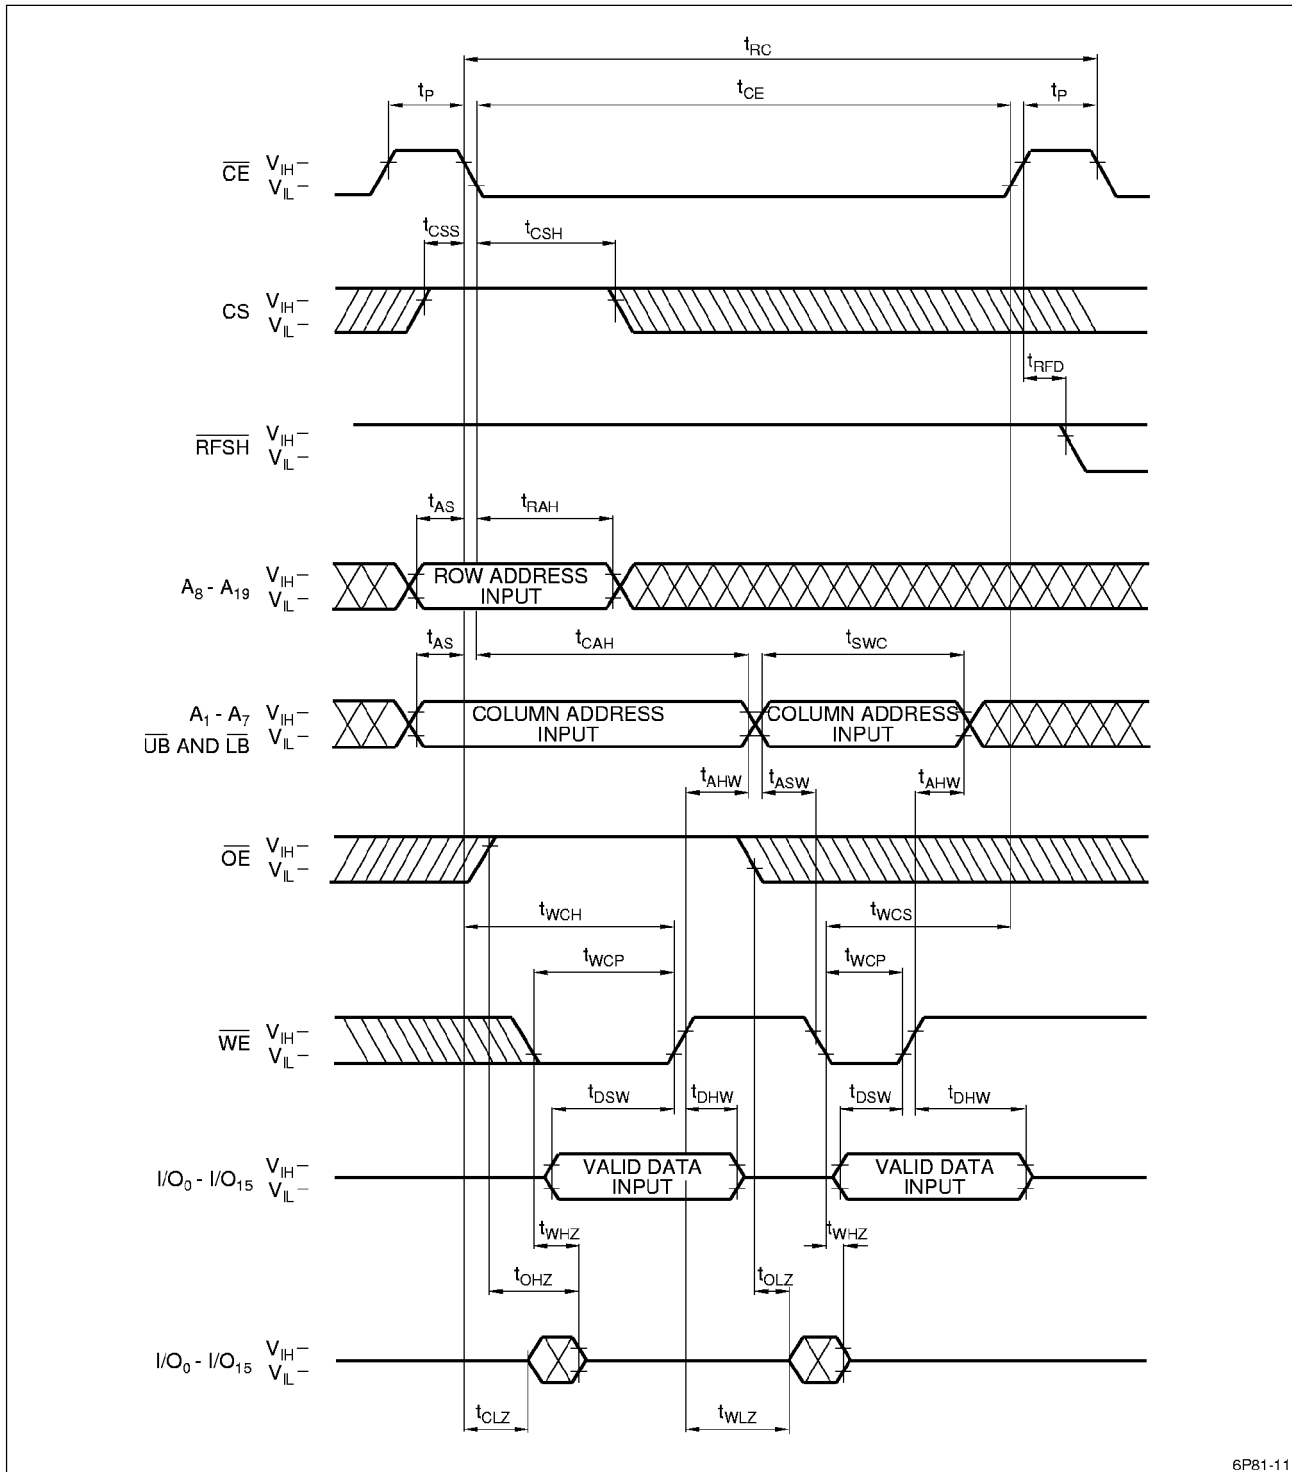 tRC
tP tCE tP
CE VIH
VIL
tCSS tCSH
CS VIH
VIL
tRFD
RFSH VIH
VIL
tAS tRAH
A8 - A19 VIH
VIL
ROW ADDRESS
INPUT
tAS tCAH tSWC
A1 - A7 VIH
UB AND LB VIL
COLUMN ADDRESS
INPUT
COLUMN ADDRESS
INPUT
tAHW tASW tAHW
OE VIH
VIL
tWCH tWCS
tWCP tWCP
WE VIH
VIL
tDSW tDHW tDSW tDHW
I/O0 - I/O15 VIH
VIL
VALID DATA
INPUT
VALID DATA
INPUT
tWHZ tWHZ
tOHZ tOLZ
I/O0 - I/O15 VIH
VIL
tCLZ tWLZ
6P81-11